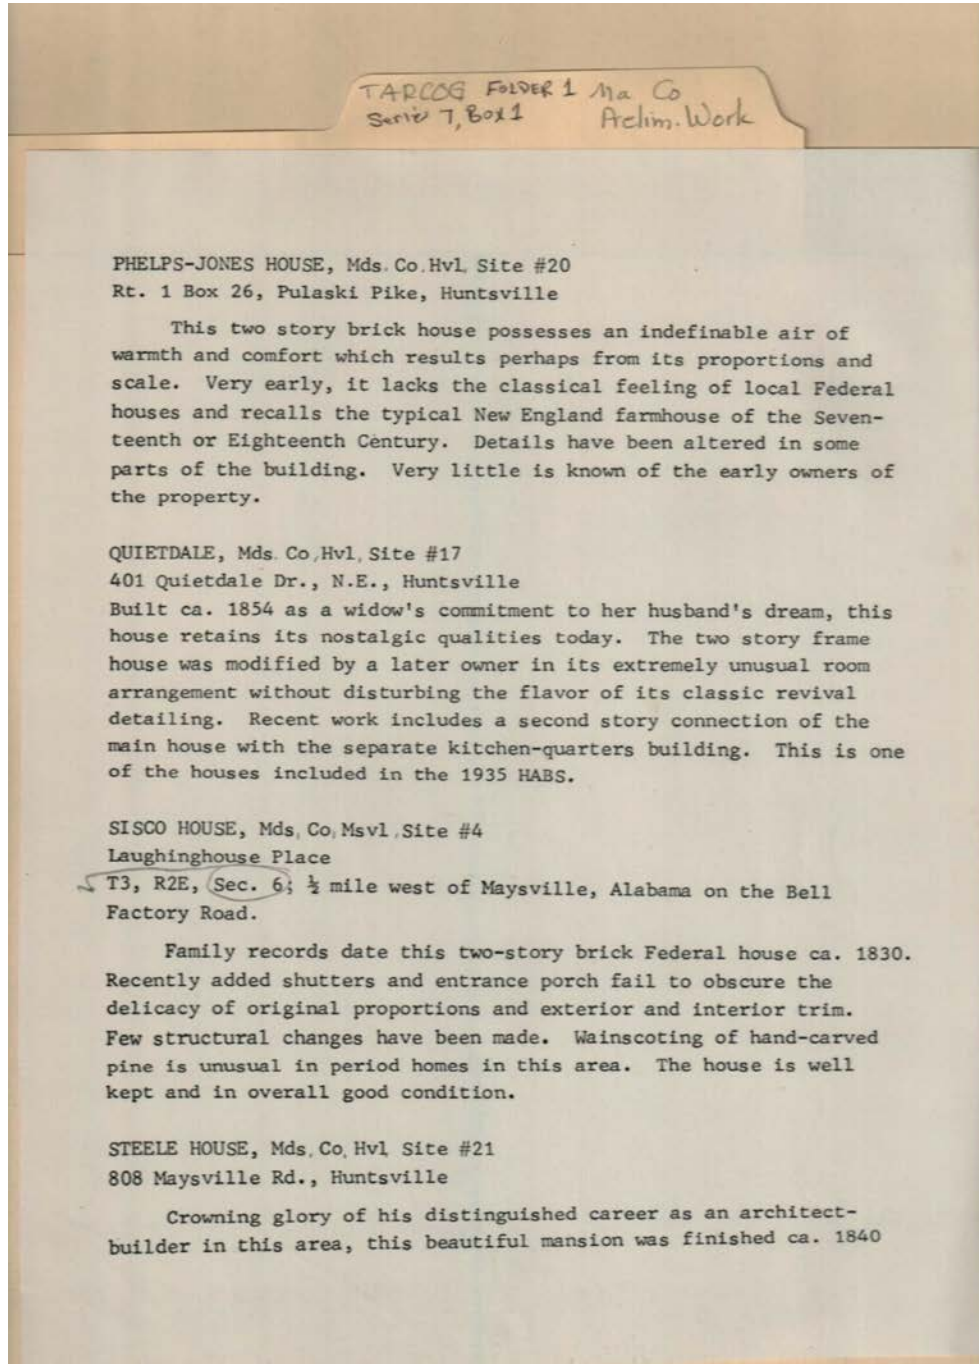 TARCOG FOLDER 1 Ma Co
Series 7, Box 1 Prelim. Work
PHELPS-JONES HOUSE, Mds. Co. Hvl. Site #20
Rt. 1 Box 26, Pulaski Pike, Huntsville
This two story brick house possesses an indefinable air of
warmth and comfort which results perhaps from its proportions and
scale. Very early, it lacks the classical feeling of local Federal
houses and recalls the typical New England farmhouse of the Seven-
teenth or Eighteenth Century. Details have been altered in some
parts of the building. Very little is known of the early owners of
the property.
QUIETDALE, Mds. Co, Hvl, Site #17
401 Quietdale Dr., N.E., Huntsville
Built ca. 1854 as a widow's commitment to her husband's dream, this
house retains its nostalgic qualities today. The two story frame
house was modified by a later owner in its extremely unusual room
arrangement without disturbing the flavor of its classic revival
detailing. Recent work includes a second story connection of the
main house with the separate kitchen-quarters building. This is one
of the houses included in the 1935 HABS.
SISCO HOUSE, Mds, Co, Msvl, Site #4
Laughinghouse Place
T3, R2E, Sec. 6; ½ mile west of Maysville, Alabama on the Bell
Factory Road.
Family records date this two-story brick Federal house ca. 1830.
Recently added shutters and entrance porch fail to obscure the
delicacy of original proportions and exterior and interior trim.
Few structural changes have been made. Wainscoting of hand-carved
pine is unusual in period homes in this area. The house is well
kept and in overall good condition.
STEELE HOUSE, Mds, Co, Hvl, Site #21
808 Maysville Rd., Huntsville
Crowning glory of his distinguished career as an architect-
builder in this area, this beautiful mansion was finished ca. 1840